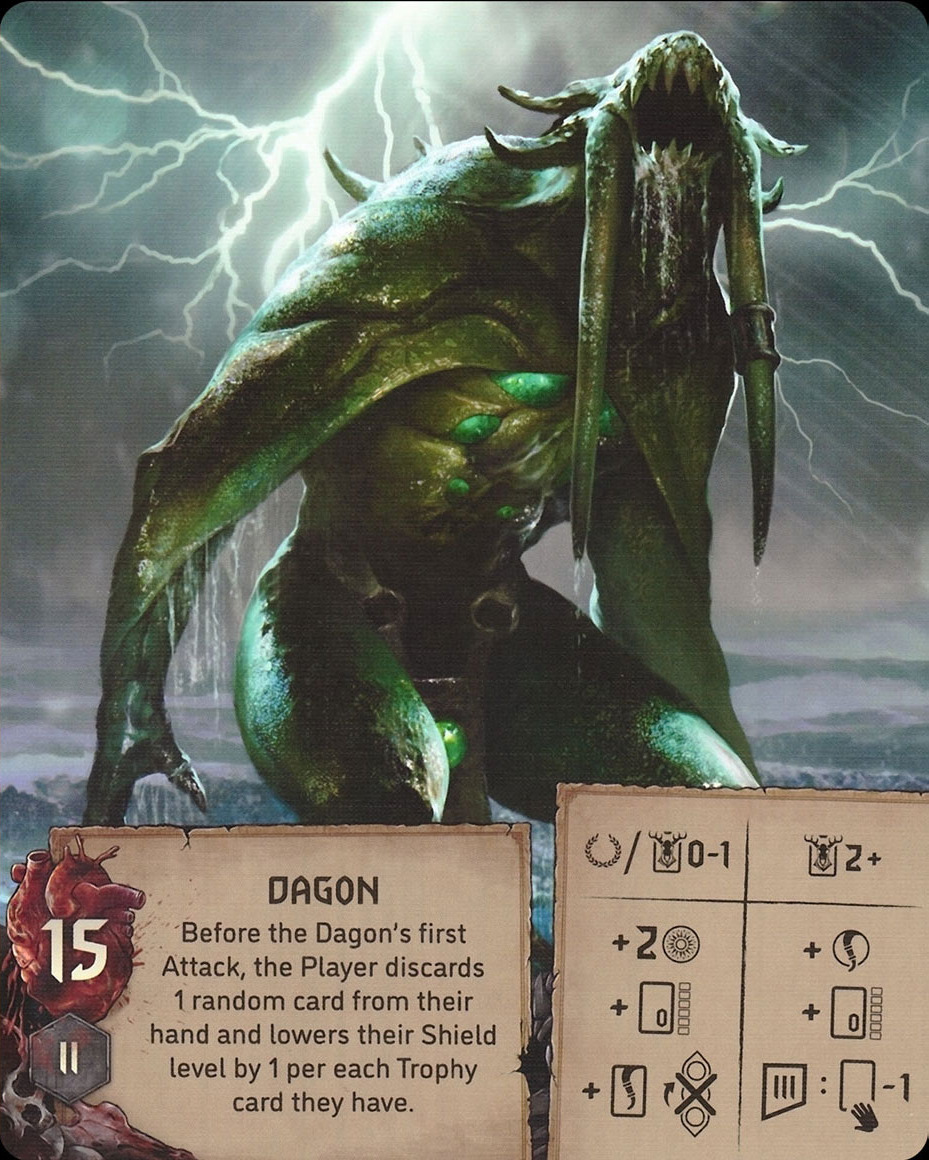 DAGON
Before the Dagon's first
Attack, the Player discards
1 random card from their
hand and lowers their Shield
level by 1 per each Trophy
card they have.
15
II
/ 0-1
2+
+2
+
+ 0
+ 0
+
III : -1